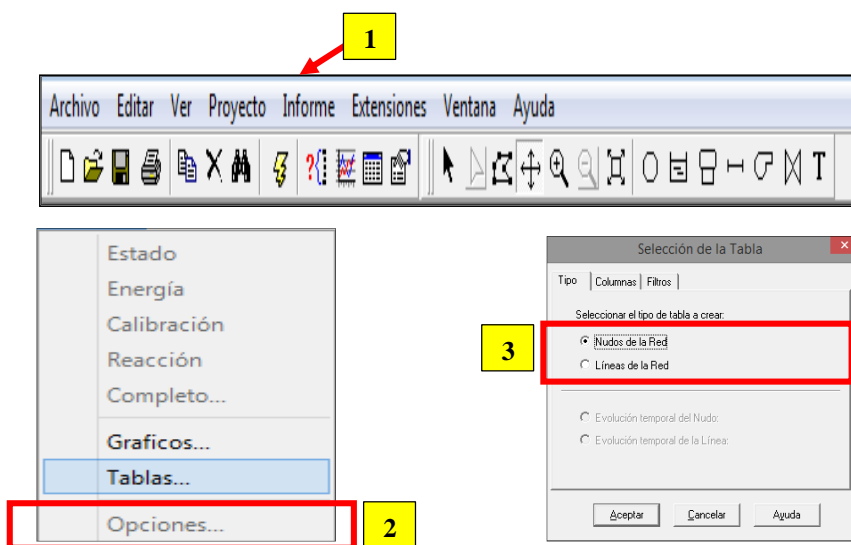 1
Archivo Editar Ver Proyecto Informe Extensiones Ventana Ayuda
T
Estado
Energía
Calibración
Reacción
Completo...
Graficos...
Tablas...
Opciones...
2
Selección de la Tabla
Tipo Columnas Filtros
Seleccionar el tipo de tabla a crear:
3
Nudos de la Red
Líneas de la Red
Evolución temporal del Nudo:
Evolución temporal de la Línea:
Aceptar Cancelar Ayuda